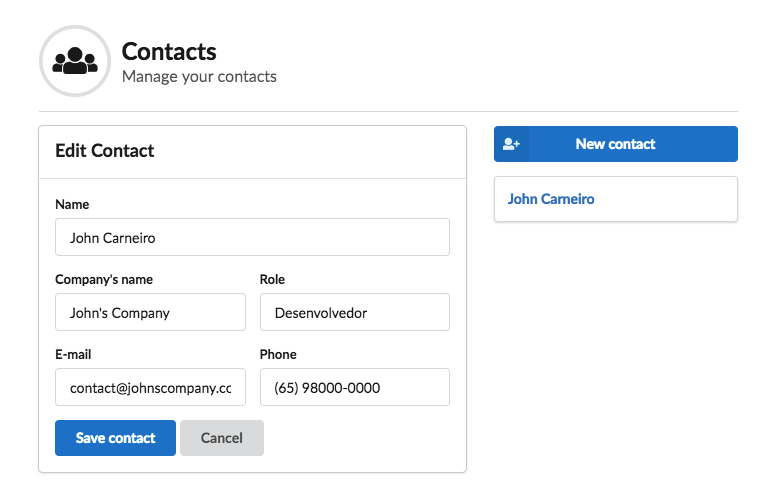 Contacts
Manage your contacts
Edit Contact
Name
John Carneiro
Company's name
Role
John's Company
Desenvolvedor
E-mail
Phone
contact@johnscompany.cc
(65) 98000-0000
Save contact
Cancel
New contact
John Carneiro